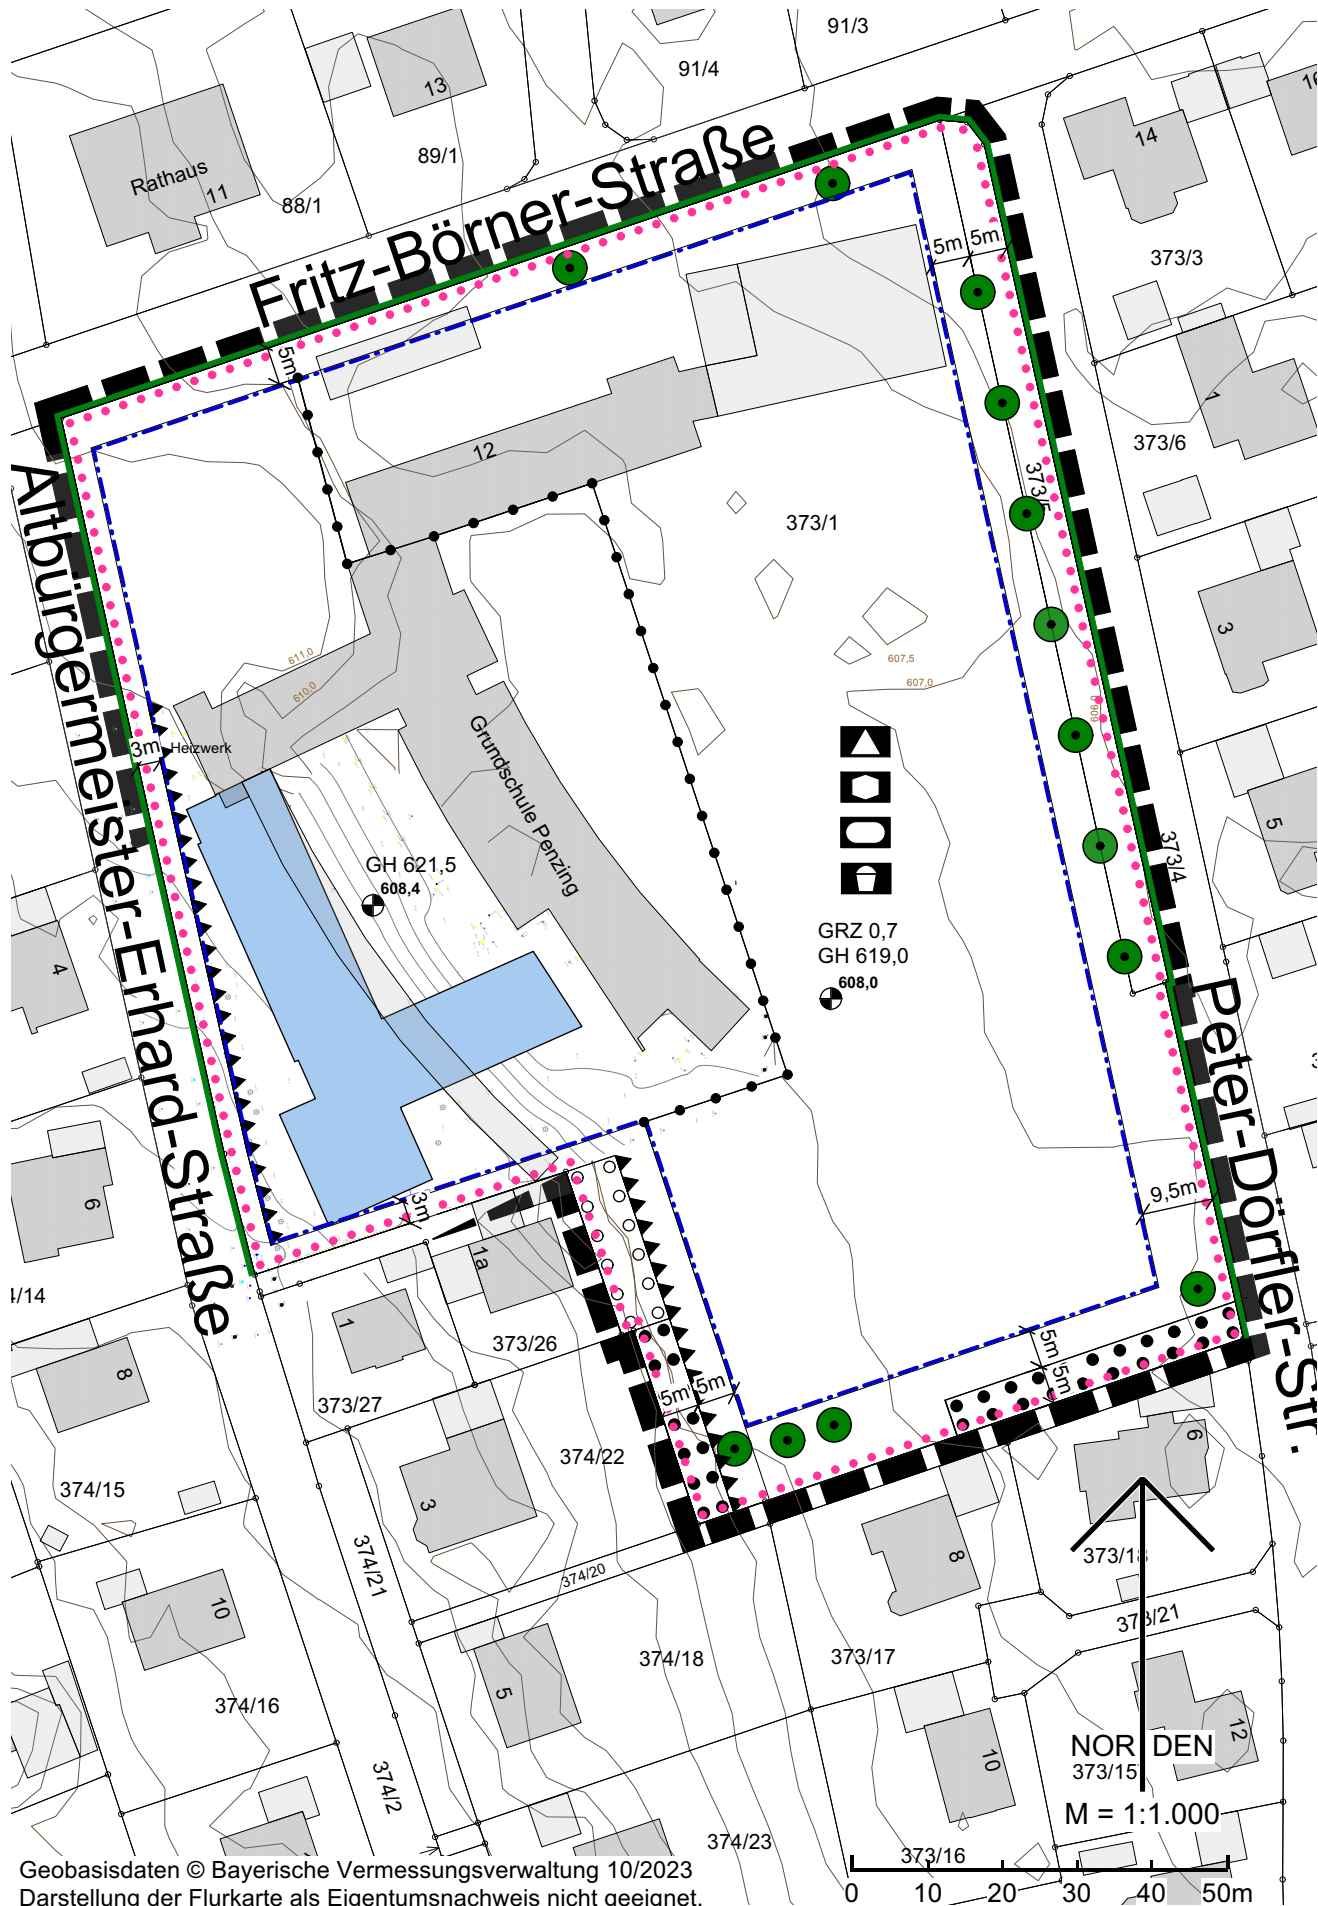 91/3
91/4
13
16
14
89/1
Rathaus
11
88/1
Fritz-Börner-Straße
373/3
5m
5m
5m
1
373/6
12
373/5
373/1
Altbürgermeister-Erhard-Straße
3
611,0
610,0
607,5
607,0
606,0
3m
Heizwerk
Grundschule Penzing
5
373/4
GH 621,5
608,4
GRZ 0,7
GH 619,0
608,0
4
Peter-Dörfler-Str.
6
9,5m
3m
1a
4/14
1
373/26
8
373/27
5m
5m
5m
5m
6
374/22
374/15
3
374/21
374/20
8
373/18
10
373/21
374/18
373/17
5
374/16
12
NORDEN
373/15
10
374/2
M = 1:1.000
374/23
373/16
Geobasisdaten © Bayerische Vermessungsverwaltung 10/2023
Darstellung der Flurkarte als Eigentumsnachweis nicht geeignet.
0 10 20 30 40 50m